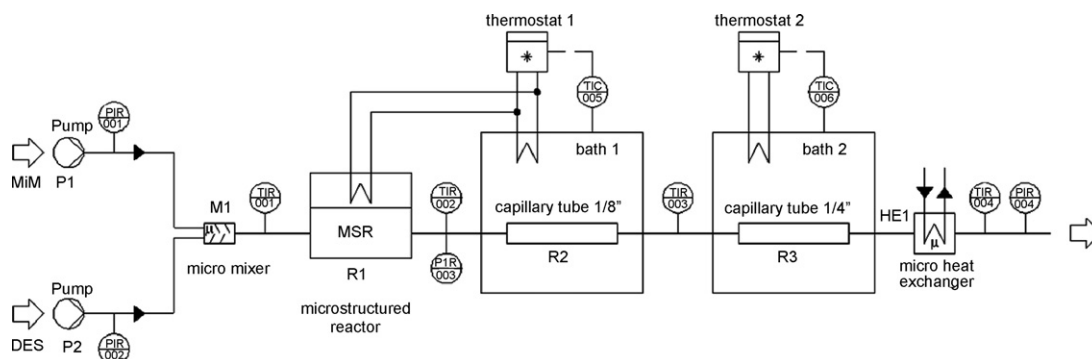 thermostat 1
thermostat 2
TIC
005
TIC
006
PIR
001
Pump
bath 1
bath 2
MiM
P1
M1
TIR
001
TIR
002
capillary tube 1/8"
TIR
003
capillary tube 1/4"
HE1
TIR
004
PIR
004
μ
MSR
μ
micro mixer
R1
P1R
003
R2
R3
micro heat
exchanger
Pump
microstructured
reactor
DES
P2
PIR
002